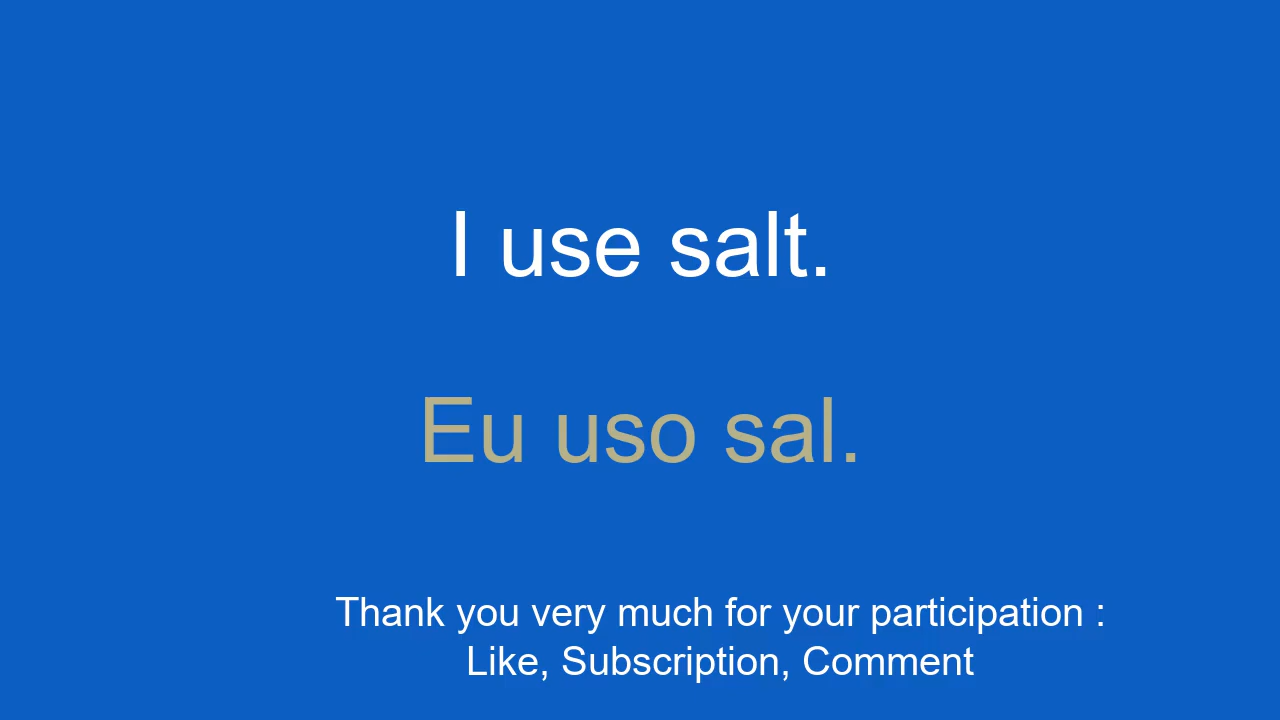 I use salt.
Eu uso sal.
Thank you very much for your participation :
Like, Subscription, Comment